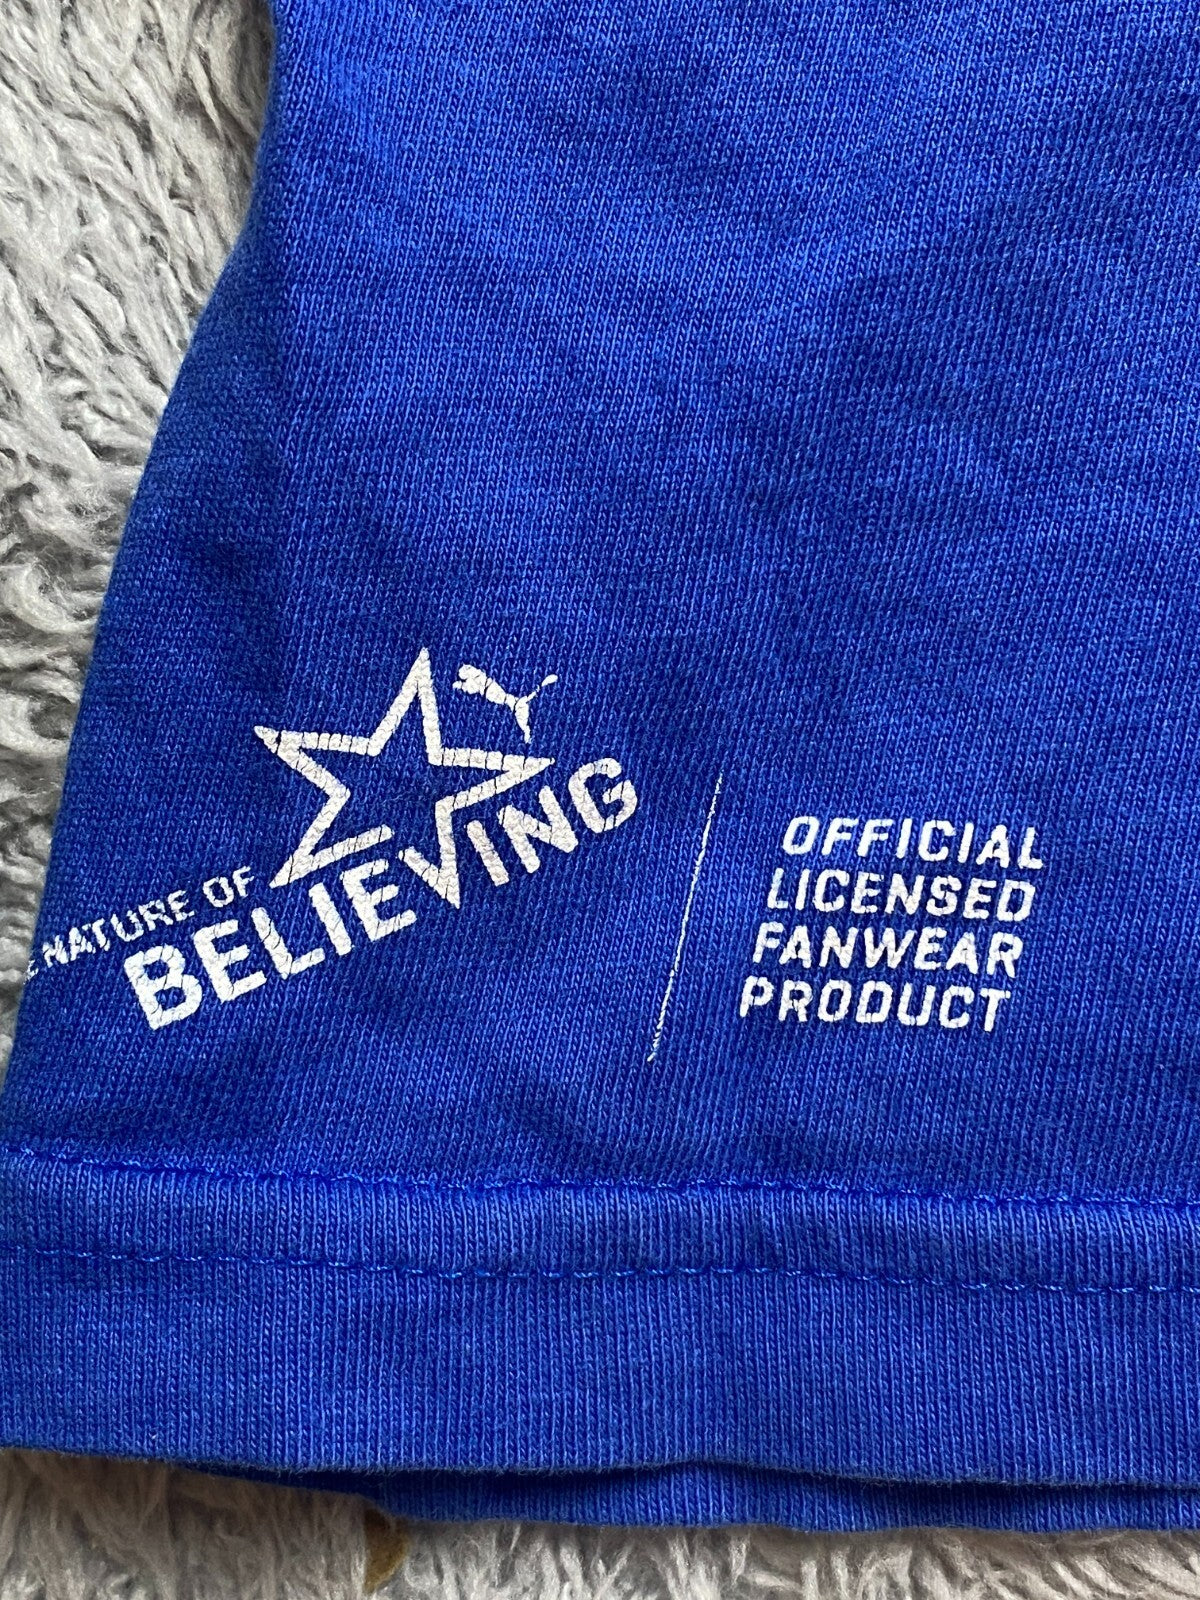 NATURE OF
BELIEVING
OFFICIAL
LICENSED
FANWEAR
PRODUCT